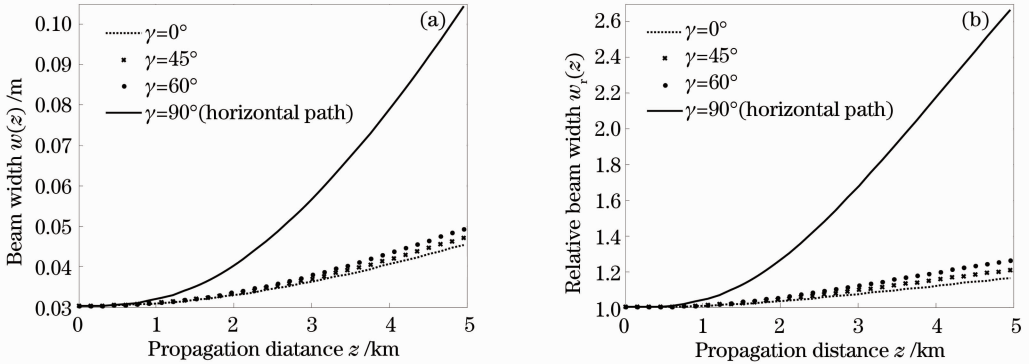 (a)
γ=0°
γ=45°
γ=60°
γ=90°(horizontal path)
Beam width w(z) /m
0.10
0.09
0.08
0.07
0.06
0.05
0.04
0.03
0 1 2 3 4 5
Propagation diatance z /km
(b)
γ=0°
γ=45°
γ=60°
γ=90°(horizontal path)
Relative beam width wr(z)
2.6
2.4
2.2
2.0
1.8
1.6
1.4
1.2
1.0
0 1 2 3 4 5
Propagation distance z /km